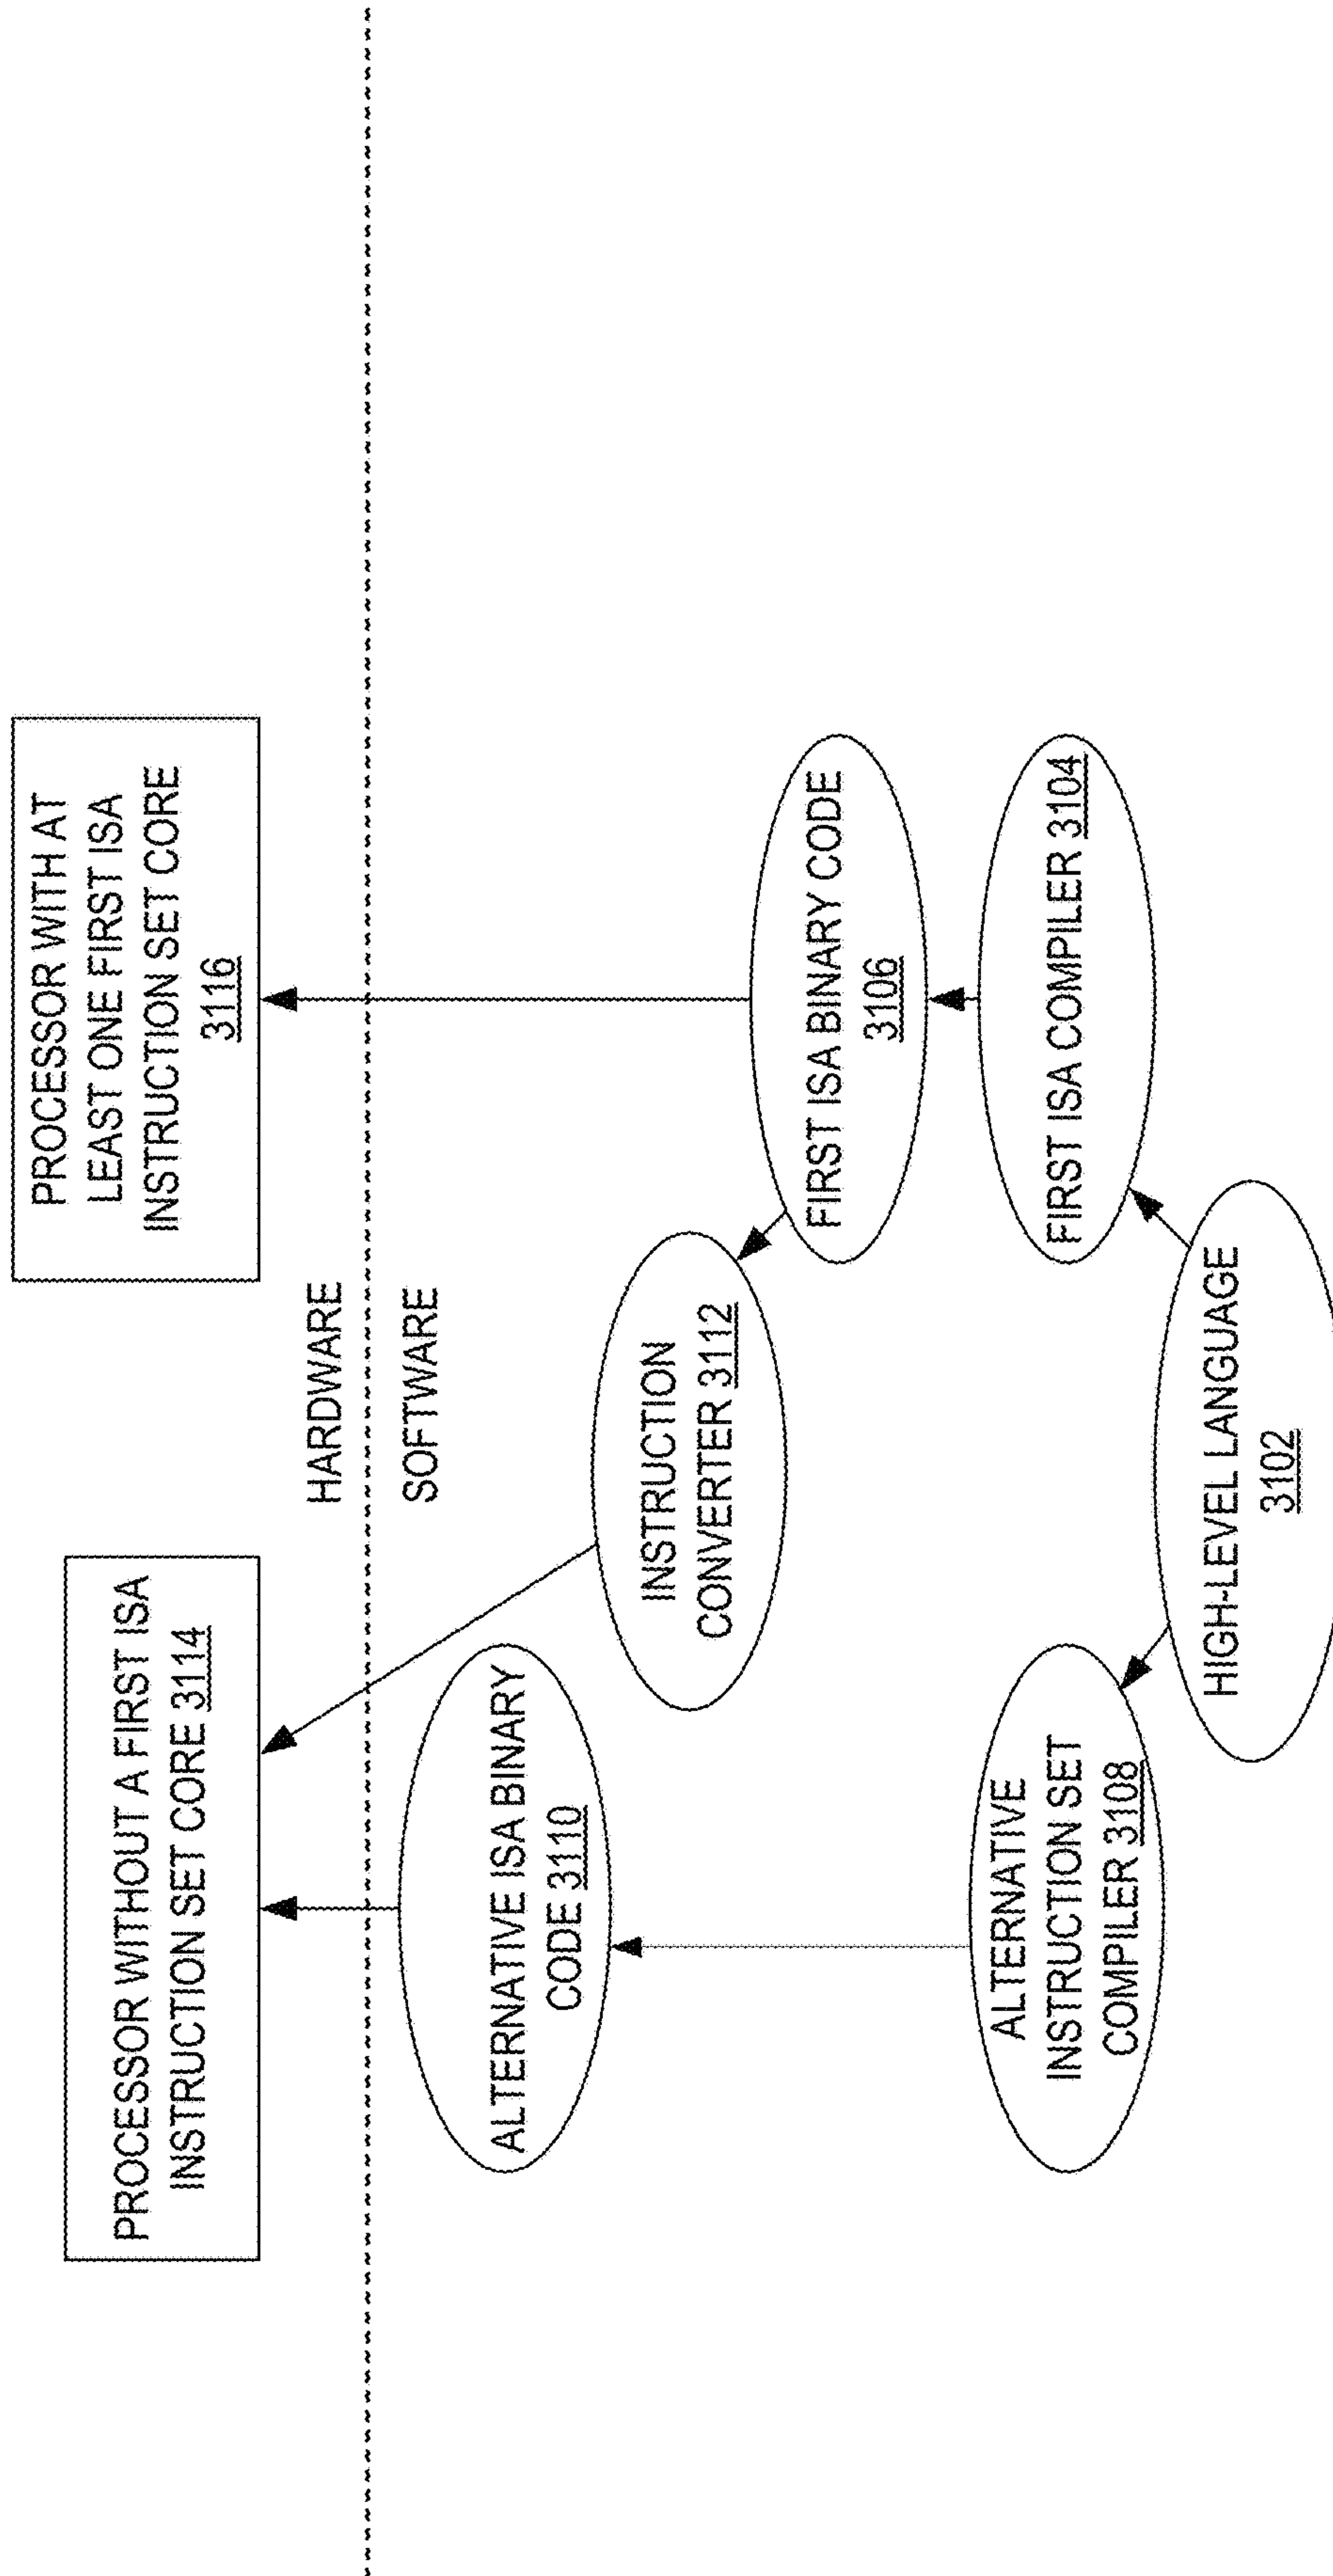 PROCESSOR WITHOUT A FIRST ISA
INSTRUCTION SET CORE 3114
PROCESSOR WITH AT
LEAST ONE FIRST ISA
INSTRUCTION SET CORE
3116
HARDWARE
SOFTWARE
ALTERNATIVE ISA BINARY
CODE 3110
INSTRUCTION
CONVERTER 3112
FIRST ISA BINARY CODE
3106
ALTERNATIVE
INSTRUCTION SET
COMPILER 3108
FIRST ISA COMPILER 3104
HIGH-LEVEL LANGUAGE
3102